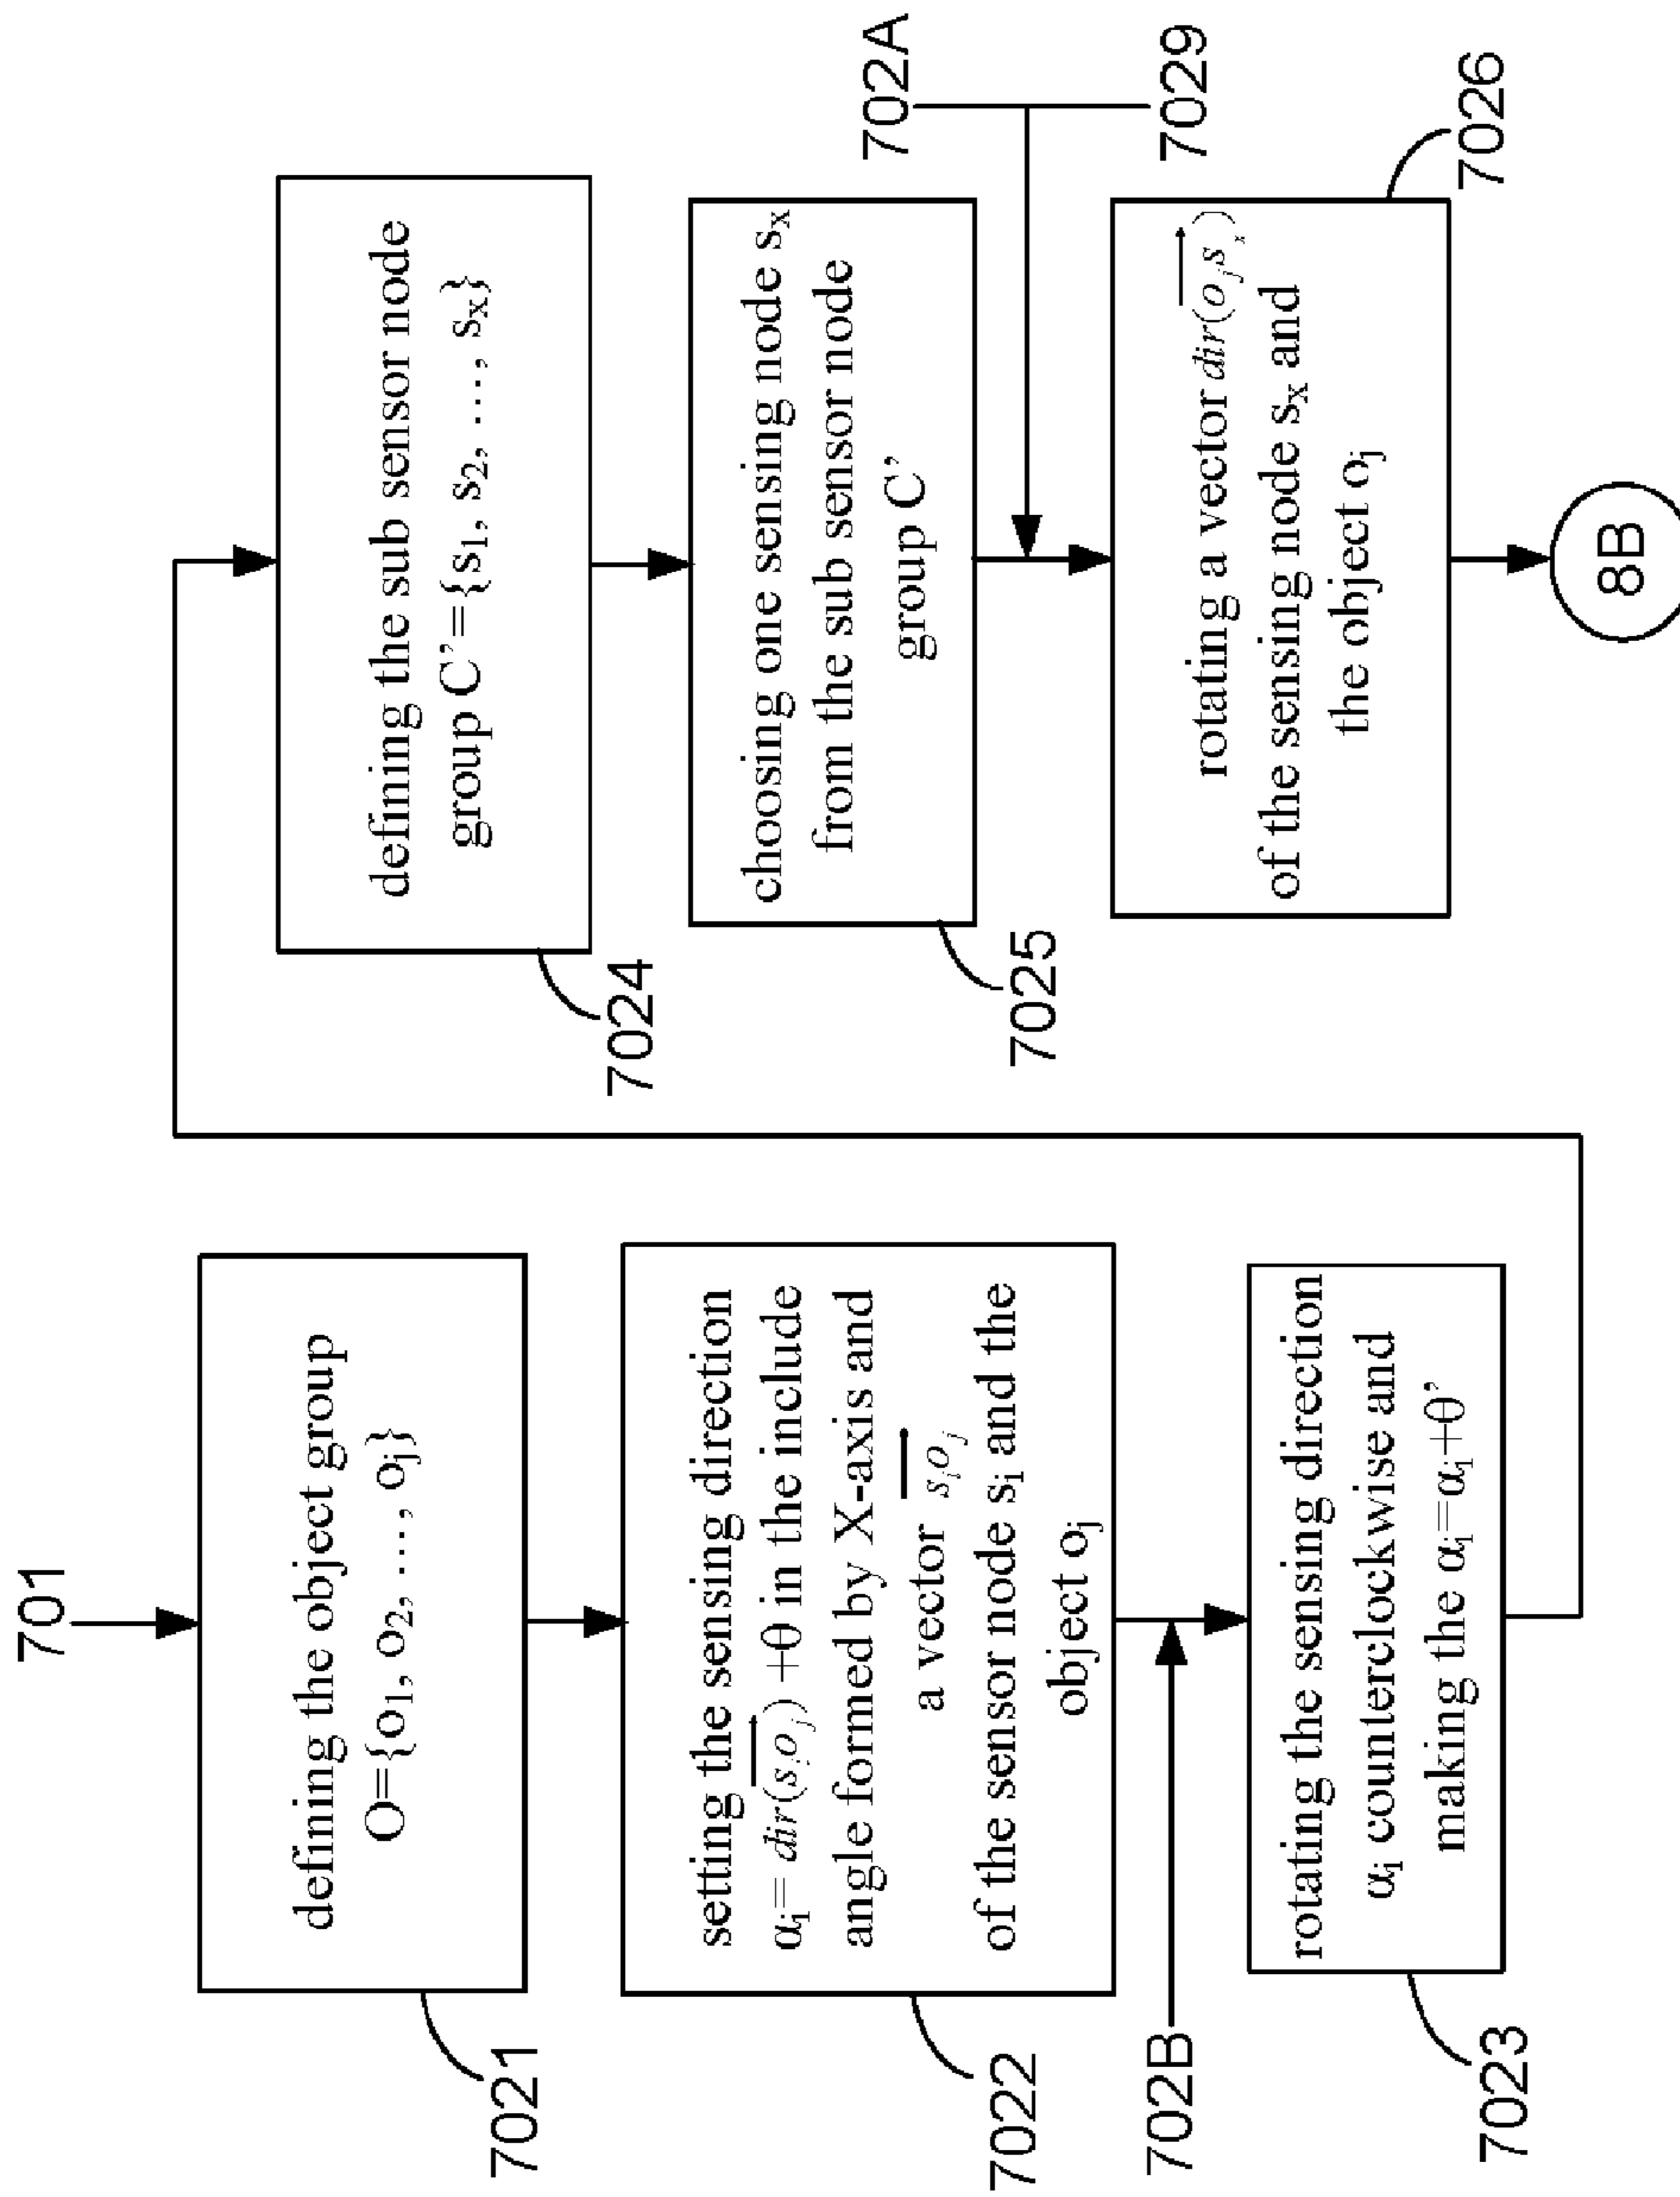 701
defining the object group
O={o₁, o₂, …, oⱼ}
7021
setting the sensing direction
αᵢ= dir(sᵢoⱼ) +θ in the include
angle formed by X-axis and
a vector sᵢoⱼ
of the sensor node sᵢ and the
object oⱼ
7022
702B
rotating the sensing direction
αᵢ counterclockwise and
making the αᵢ=αᵢ+θ’
7023
defining the sub sensor node
group C’={s₁, s₂, …, sₓ}
7024
choosing one sensing node sₓ
from the sub sensor node
group C’
7025
702A
7029
rotating a vector dir(oⱼsₓ)
of the sensing node sₓ and
the object oⱼ
7026
8B